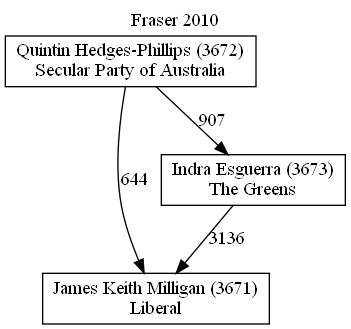 Fraser 2010
Quintin Hedges-Phillips (3672)
Secular Party of Australia
907
Indra Esguerra (3673)
The Greens
644
3136
James Keith Milligan (3671)
Liberal